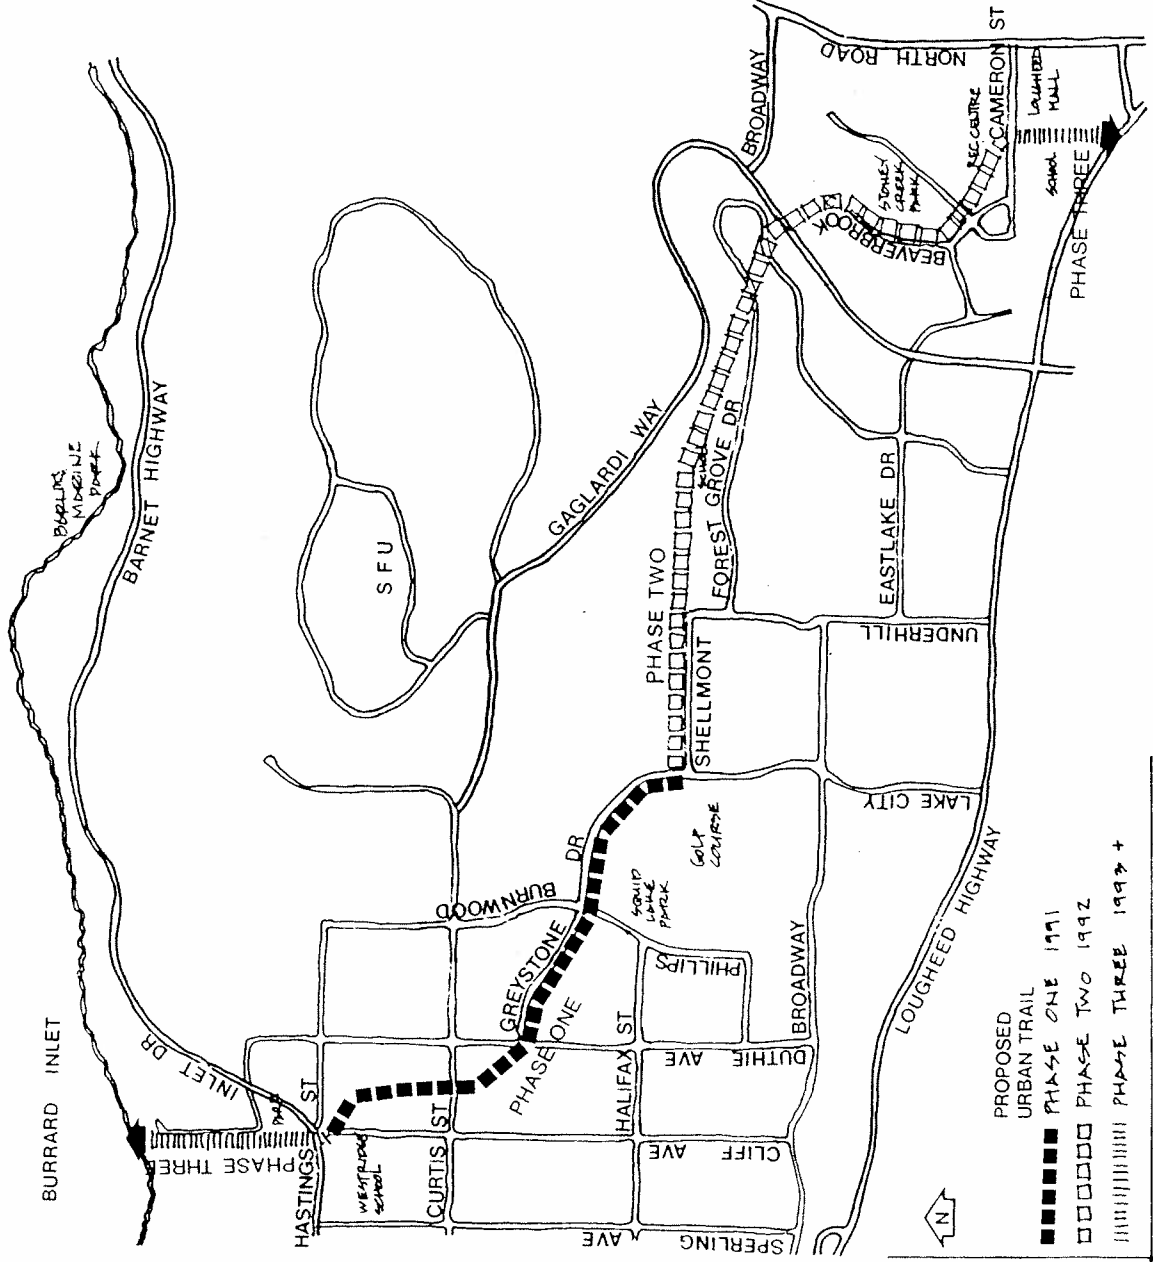 BURRARD INLET
BURNABY
MARINE
PARK
BARNET HIGHWAY
INLET DR
PARK
PHASE THREE
HASTINGS ST
WESTRIDGE
SCHOOL
CURTIS ST
SFU
GAGLARDI WAY
BROADWAY
NORTH ROAD
CAMERON ST
LOUGHEED
MALL
REC CENTRE
SCHOOL
STONEY
CREEK
PARK
BEAVERBROOK
PHASE THREE
PHASE TWO
SCHOOL
FOREST GROVE DR
EASTLAKE DR
SHELLMONT
UNDERHILL
LAKE CITY
GOLF
COURSE
SQUID
LAKE
PARK
BURNWOOD
DR
GREYSTONE
PHASE ONE
PHILLIPS
HALIFAX ST
DUTHIE AVE
BROADWAY
CLIFF AVE
SPERLING AVE
LOUGHEED HIGHWAY
PROPOSED
URBAN TRAIL
PHASE ONE 1991
PHASE TWO 1992
PHASE THREE 1993+
N